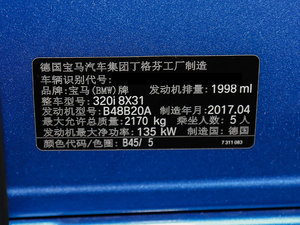 德国宝马汽车集团丁格芬工厂制造
车辆识别代号：
品牌：宝马(BMW)牌 发动机排量：1998 ml
整车型号：320i 8X31
发动机型号：B48B20A 制造年月：2017.04
最大允许总质量：2170 kg 乘坐人数：5 人
发动机最大净功率：135 kW 制造国：德国
颜色代码/色圈：B45/ 5 7 311 083